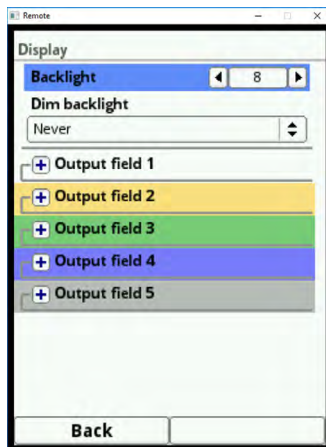 Remote
Display
Backlight 8
Dim backlight
Never
Output field 1
Output field 2
Output field 3
Output field 4
Output field 5
Back